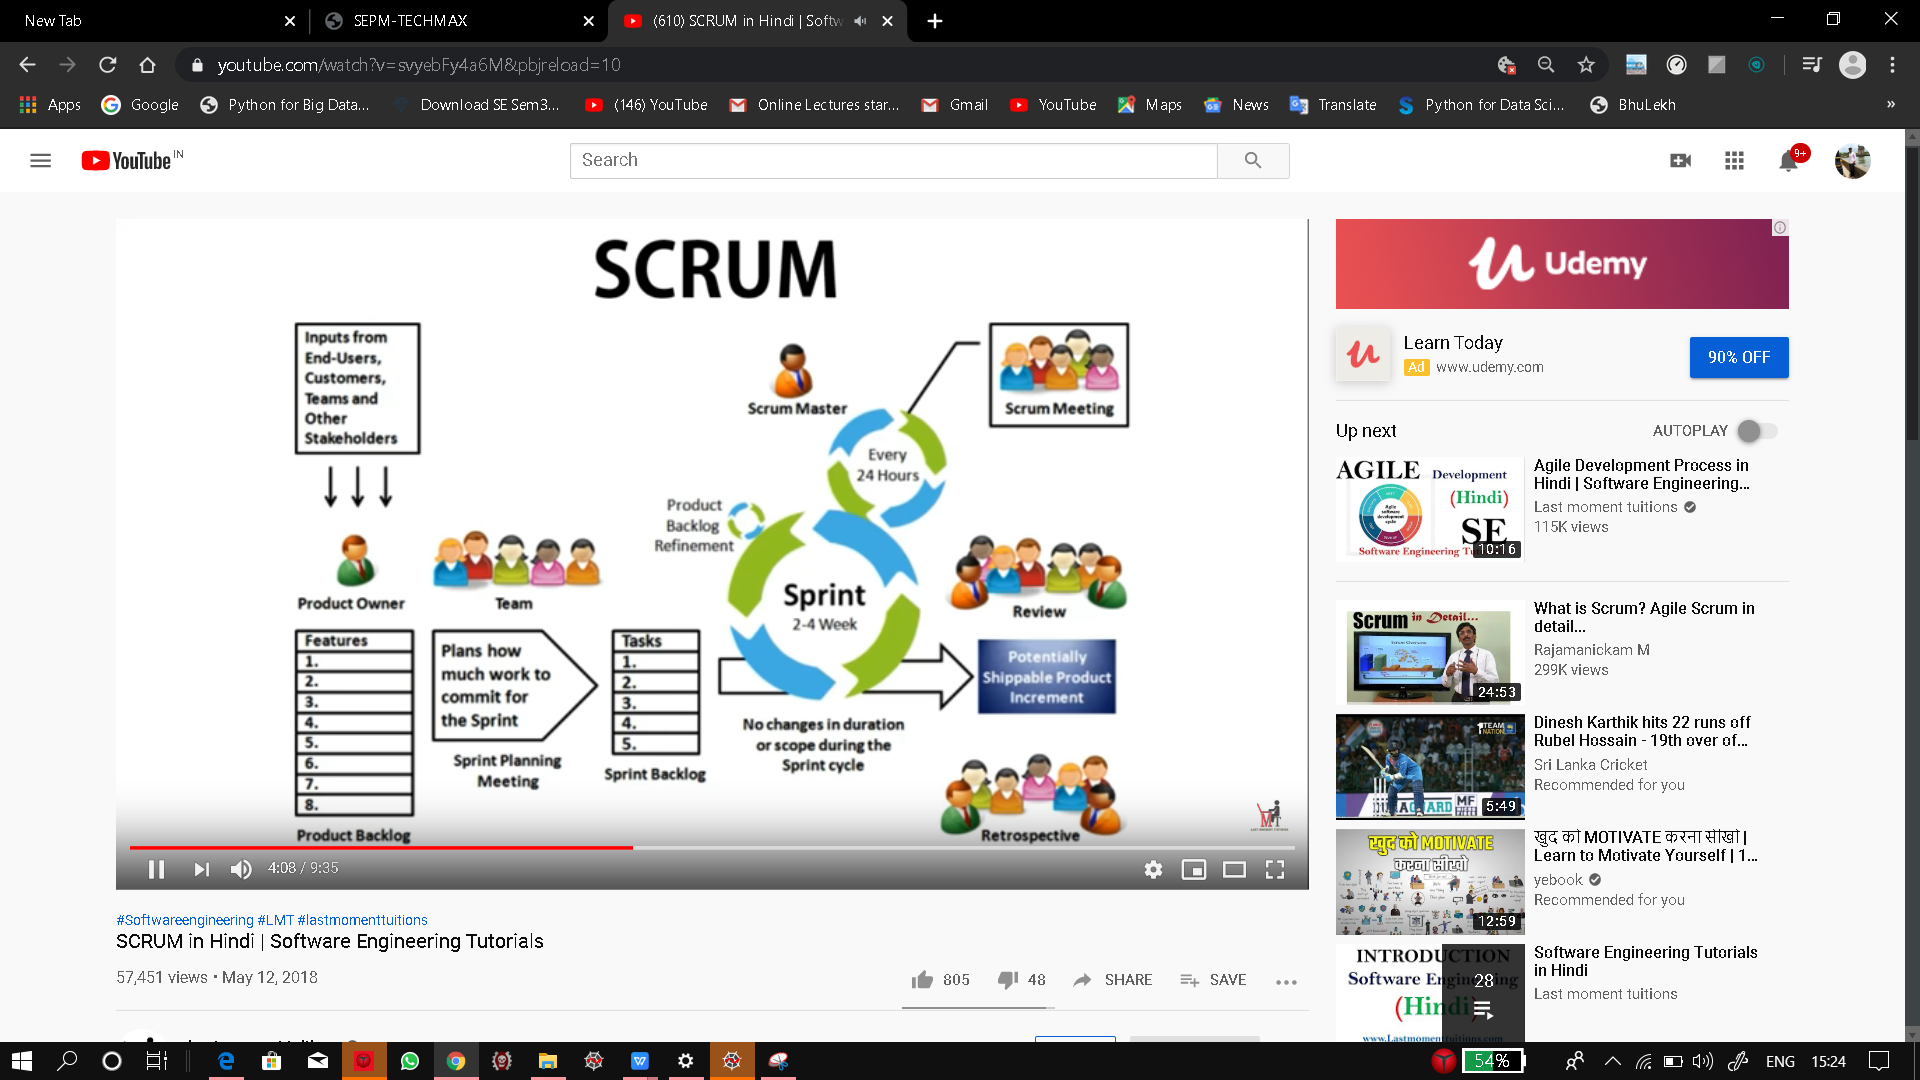 New Tab
SEPM-TECHMAX
(610) SCRUM in Hindi | Softw
youtube.com/watch?v=svyebFy4a6M&pbjreload=10
Apps
Google
Python for Big Data...
Download SE Sem3...
(146) YouTube
Online Lectures star...
Gmail
YouTube
Maps
News
Translate
Python for Data Sci...
BhuLekh
»
YouTube IN
Search
9+
SCRUM
Inputs from
End-Users,
Customers,
Teams and
Other
Stakeholders
Scrum Master
Scrum Meeting
Every
24 Hours
Product
Backlog
Refinement
Product Owner
Team
Sprint
2-4 Week
Review
Features
1.
2.
3.
4.
5.
6.
7.
8.
Product Backlog
Plans how
much work to
commit for
the Sprint
Sprint Planning
Meeting
Tasks
1.
2.
3.
4.
5.
Sprint Backlog
No changes in duration
or scope during the
Sprint cycle
Potentially
Shippable Product
Increment
Retrospective
4:08 / 9:35
#Softwareengineering #LMT #lastmomenttuitions
SCRUM in Hindi | Software Engineering Tutorials
57,451 views • May 12, 2018
805
48
SHARE
SAVE
Udemy
Learn Today
Ad www.udemy.com
90% OFF
Up next
AUTOPLAY
AGILE Development
(Hindi)
Agile
software
development
cycle
SE
Software Engineering
10:16
Agile Development Process in
Hindi | Software Engineering...
Last moment tuitions
115K views
Scrum in Detail...
24:53
What is Scrum? Agile Scrum in
detail...
Rajamanickam M
299K views
TEAM
NATION
MF
5:49
Dinesh Karthik hits 22 runs off
Rubel Hossain - 19th over of...
Sri Lanka Cricket
Recommended for you
खुद को MOTIVATE
करना सीखो
12:59
खुद को MOTIVATE करना सीखो |
Learn to Motivate Yourself | 1...
yebook
Recommended for you
INTRODUCTION
Software Engineering
(Hindi)
www.Lastmomenttuitions.com
28
Software Engineering Tutorials
in Hindi
Last moment tuitions
54%
ENG
15:24